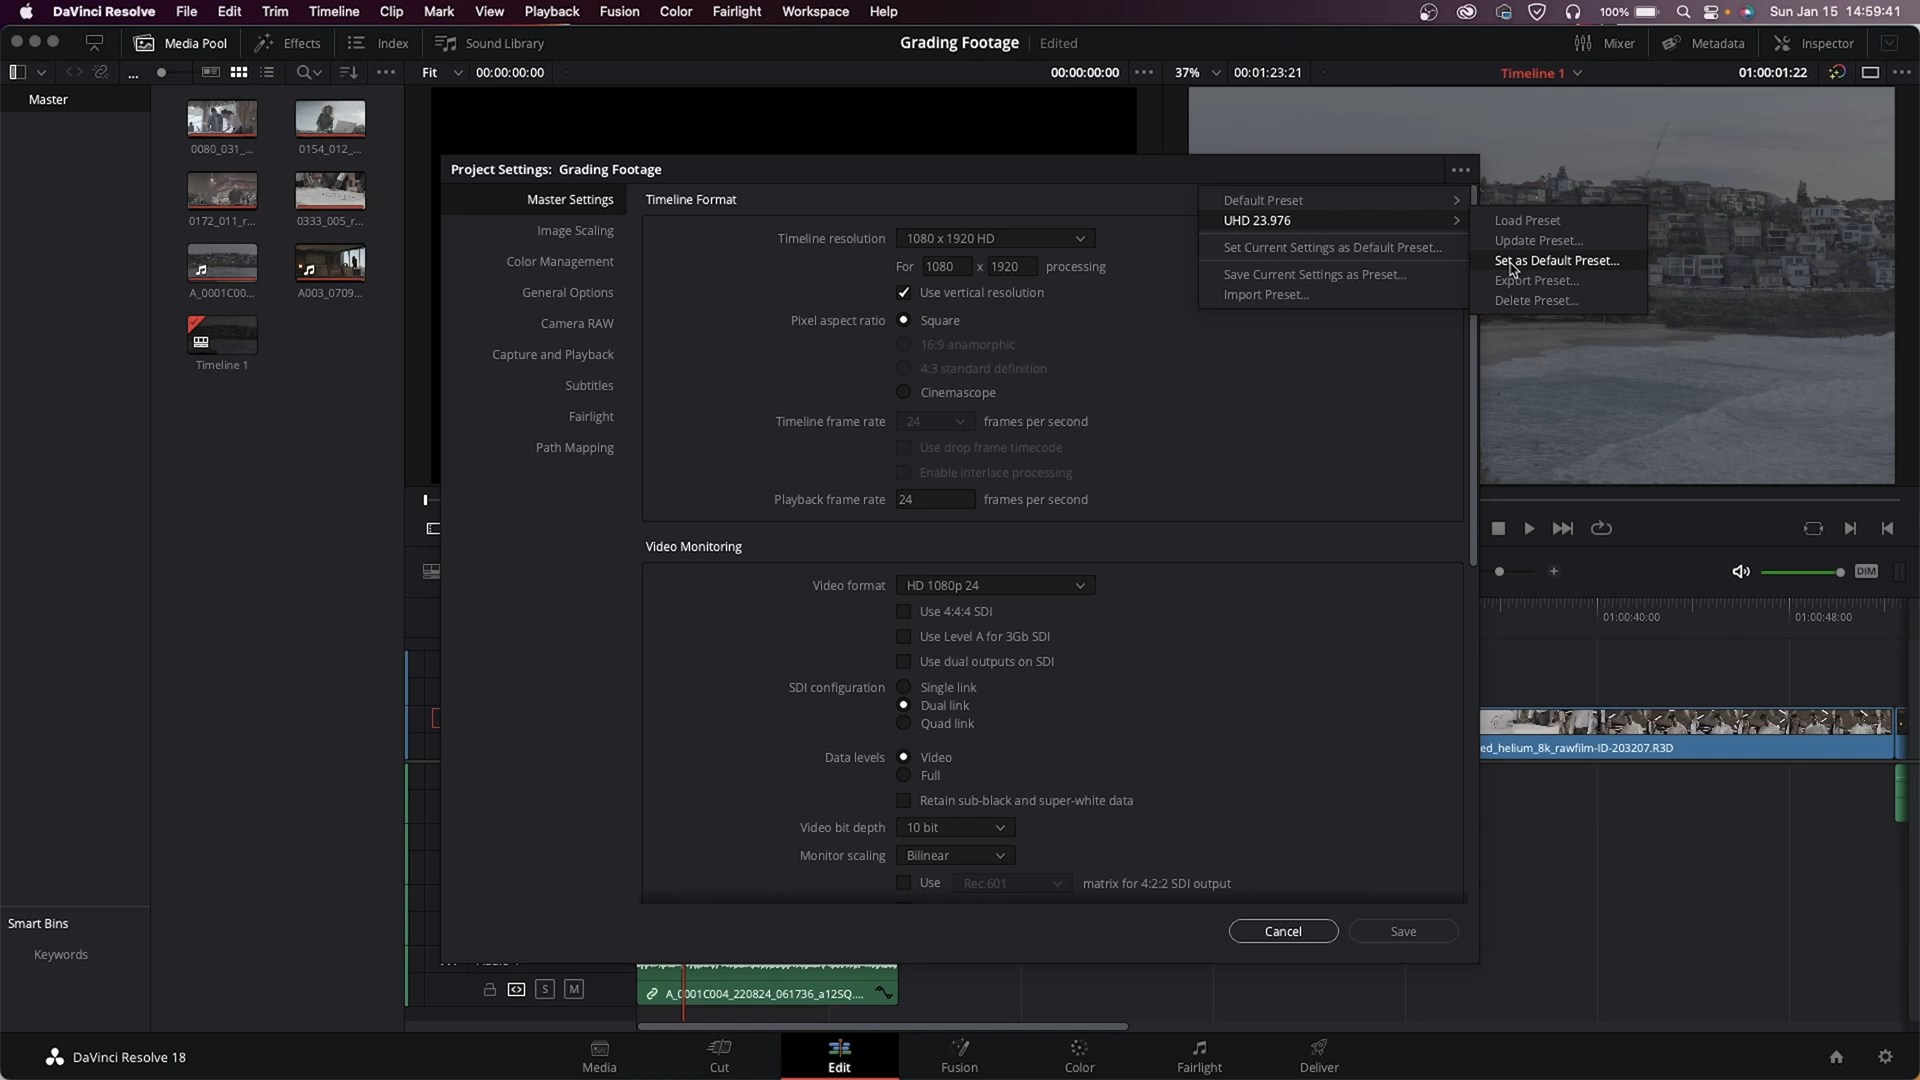 DaVinci Resolve File Edit Trim Timeline Clip Mark View Playback Fusion Color Fairlight Workspace Help 100% Sun Jan 15 14:59:41
Media Pool Effects Index Sound Library Grading Footage Edited Mixer Metadata Inspector
... Fit 00:00:00:00 00:00:00:00 37% 00:01:23:21 Timeline 1 01:00:01:22
Master
0080_031_... 0154_012_...
0172_011_r... 0333_005_r...
A_0001C00... A003_0709...
Timeline 1
Smart Bins
Keywords
Project Settings: Grading Footage
Master Settings
Image Scaling
Color Management
General Options
Camera RAW
Capture and Playback
Subtitles
Fairlight
Path Mapping
Timeline Format
Timeline resolution 1080 x 1920 HD
For 1080 x 1920 processing
Use vertical resolution
Pixel aspect ratio Square
16:9 anamorphic
4:3 standard definition
Cinemascope
Timeline frame rate 24 frames per second
Use drop frame timecode
Enable interlace processing
Playback frame rate 24 frames per second
Video Monitoring
Video format HD 1080p 24
Use 4:4:4 SDI
Use Level A for 3Gb SDI
Use dual outputs on SDI
SDI configuration Single link
Dual link
Quad link
Data levels Video
Full
Retain sub-black and super-white data
Video bit depth 10 bit
Monitor scaling Bilinear
Use Rec.601 matrix for 4:2:2 SDI output
Cancel Save
Default Preset
UHD 23.976
Set Current Settings as Default Preset...
Save Current Settings as Preset...
Import Preset...
Load Preset
Update Preset...
Set as Default Preset...
Export Preset...
Delete Preset...
DIM
01:00:40:00 01:00:48:00
ed_helium_8k_rawfilm-ID-203207.R3D
S M A_0001C004_220824_061736_a12SQ....
DaVinci Resolve 18 Media Cut Edit Fusion Color Fairlight Deliver